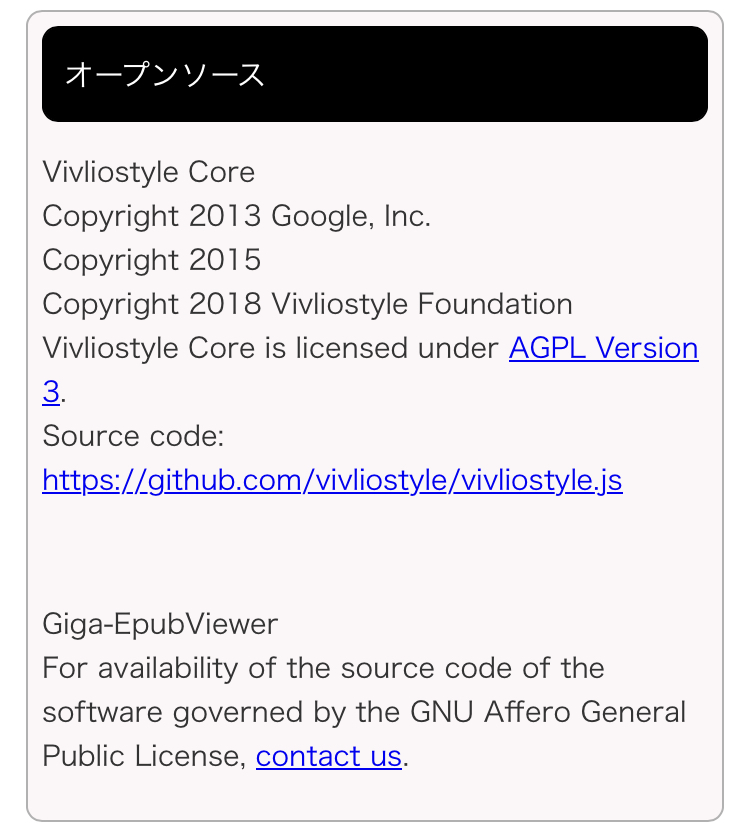 オープンソース
Vivliostyle Core
Copyright 2013 Google, Inc.
Copyright 2015
Copyright 2018 Vivliostyle Foundation
Vivliostyle Core is licensed under AGPL Version
3.
Source code:
https://github.com/vivliostyle/vivliostyle.js
Giga-EpubViewer
For availability of the source code of the
software governed by the GNU Affero General
Public License, contact us.